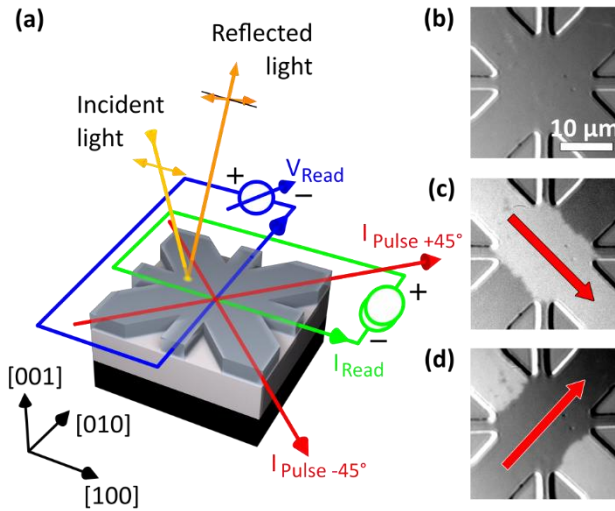 (a)
Reflected
light
Incident
light
+
V Read
−
I Pulse +45°
+
−
I Read
I Pulse -45°
[001]
[010]
[100]
(b)
10 µm
(c)
(d)